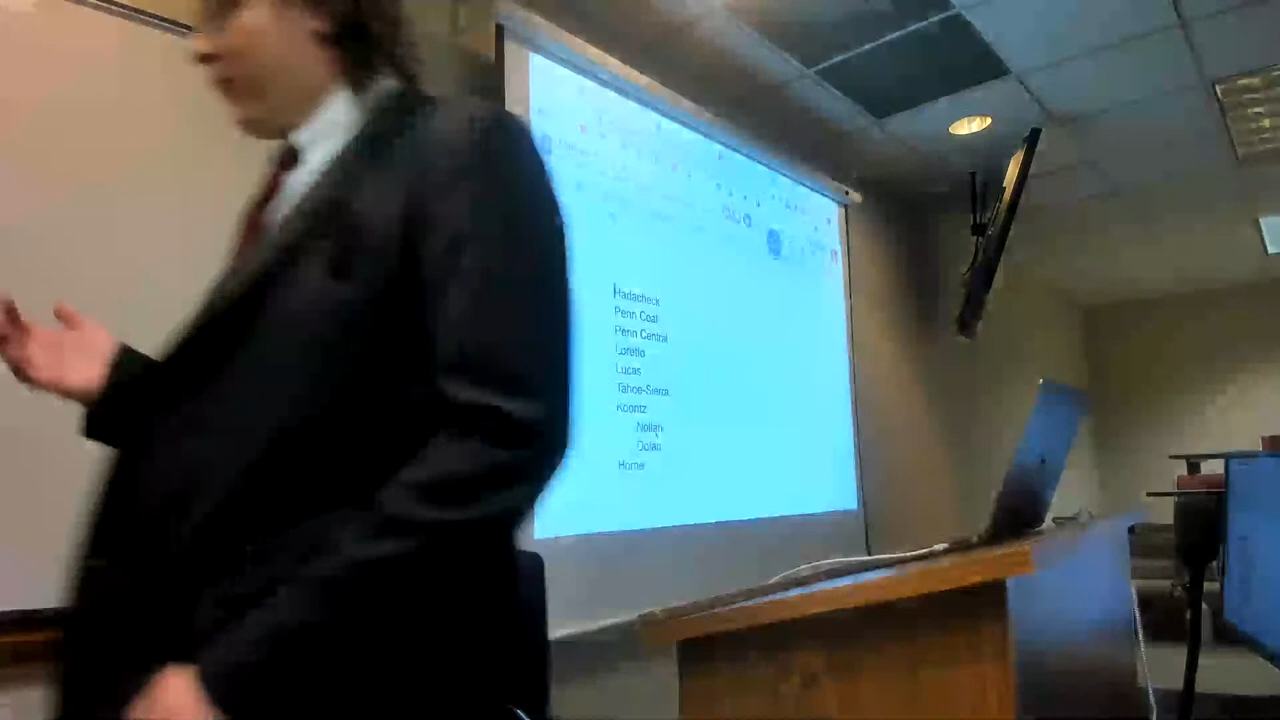 Hadacheck
Penn Coal
Penn Central
Loretto
Lucas
Tahoe-Sierra
Koontz
Nollan
Dolan
Horne